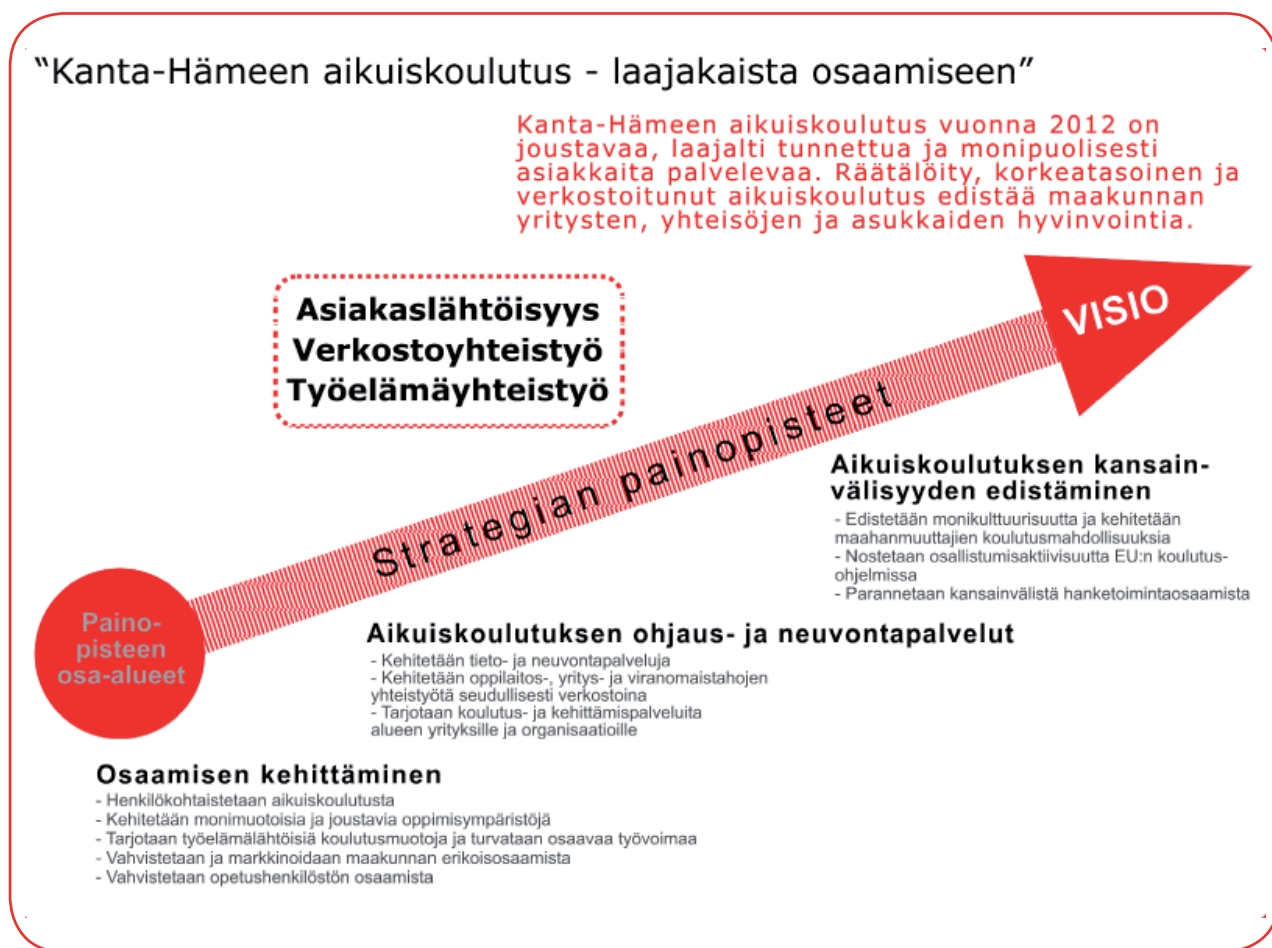 “Kanta-Hämeen aikuiskoulutus - laajakaista osaamiseen”
Kanta-Hämeen aikuiskoulutus vuonna 2012 on
joustavaa, laajalti tunnettua ja monipuolisesti
asiakkaita palvelevaa. Räätälöity, korkeatasoinen ja
verkostoitunut aikuiskoulutus edistää maakunnan
yritysten, yhteisöjen ja asukkaiden hyvinvointia.
Asiakaslähtöisyys
Verkostoyhteistyö
Työelämäyhteistyö
VISIO
Strategian painopisteet
Aikuiskoulutuksen kansain-
välisyyden edistäminen
- Edistetään monikulttuurisuutta ja kehitetään
maahanmuuttajien koulutusmahdollisuuksia
- Nostetaan osallistumisaktiivisuutta EU:n koulutus-
ohjelmissa
- Parannetaan kansainvälistä hanketoimintaosaamista
Paino-
pisteen
osa-alueet
Aikuiskoulutuksen ohjaus- ja neuvontapalvelut
- Kehitetään tieto- ja neuvontapalveluja
- Kehitetään oppilaitos-, yritys- ja viranomaistahojen
yhteistyötä seudullisesti verkostoina
- Tarjotaan koulutus- ja kehittämispalveluita
alueen yrityksille ja organisaatioille
Osaamisen kehittäminen
- Henkilökohtaistetaan aikuiskoulutusta
- Kehitetään monimuotoisia ja joustavia oppimisympäristöjä
- Tarjotaan työelämälähtöisiä koulutusmuotoja ja turvataan osaavaa työvoimaa
- Vahvistetaan ja markkinoidaan maakunnan erikoisosaamista
- Vahvistetaan opetushenkilöstön osaamista